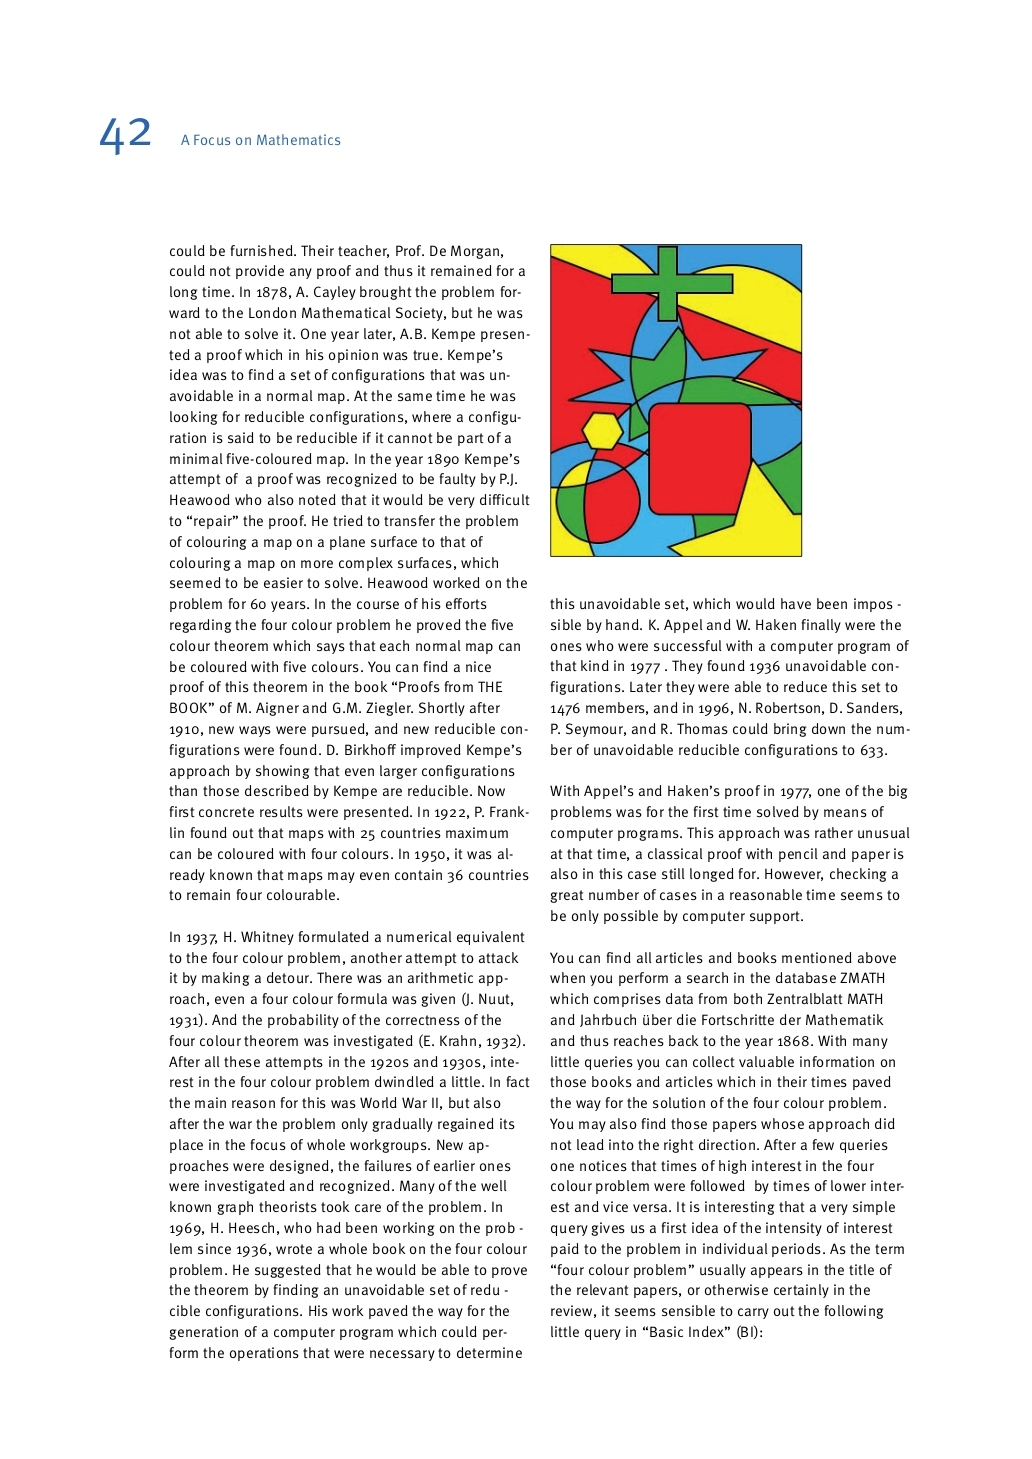 42 A Focus on Mathematics
could be furnished. Their teacher, Prof. De Morgan,
could not provide any proof and thus it remained for a
long time. In 1878, A. Cayley brought the problem for-
ward to the London Mathematical Society, but he was
not able to solve it. One year later, A.B. Kempe presen-
ted a proof which in his opinion was true. Kempe’s
idea was to find a set of configurations that was un-
avoidable in a normal map. At the same time he was
looking for reducible configurations, where a configu-
ration is said to be reducible if it cannot be part of a
minimal five-coloured map. In the year 1890 Kempe’s
attempt of a proof was recognized to be faulty by P.J.
Heawood who also noted that it would be very difficult
to “repair” the proof. He tried to transfer the problem
of colouring a map on a plane surface to that of
colouring a map on more complex surfaces, which
seemed to be easier to solve. Heawood worked on the
problem for 60 years. In the course of his efforts
regarding the four colour problem he proved the five
colour theorem which says that each normal map can
be coloured with five colours. You can find a nice
proof of this theorem in the book “Proofs from THE
BOOK” of M. Aigner and G.M. Ziegler. Shortly after
1910, new ways were pursued, and new reducible con-
figurations were found. D. Birkhoff improved Kempe’s
approach by showing that even larger configurations
than those described by Kempe are reducible. Now
first concrete results were presented. In 1922, P. Frank-
lin found out that maps with 25 countries maximum
can be coloured with four colours. In 1950, it was al-
ready known that maps may even contain 36 countries
to remain four colourable.
In 1937, H. Whitney formulated a numerical equivalent
to the four colour problem, another attempt to attack
it by making a detour. There was an arithmetic app-
roach, even a four colour formula was given (J. Nuut,
1931). And the probability of the correctness of the
four colour theorem was investigated (E. Krahn, 1932).
After all these attempts in the 1920s and 1930s, inte-
rest in the four colour problem dwindled a little. In fact
the main reason for this was World War II, but also
after the war the problem only gradually regained its
place in the focus of whole workgroups. New ap-
proaches were designed, the failures of earlier ones
were investigated and recognized. Many of the well
known graph theorists took care of the problem. In
1969, H. Heesch, who had been working on the prob -
lem since 1936, wrote a whole book on the four colour
problem. He suggested that he would be able to prove
the theorem by finding an unavoidable set of redu -
cible configurations. His work paved the way for the
generation of a computer program which could per-
form the operations that were necessary to determine
this unavoidable set, which would have been impos -
sible by hand. K. Appel and W. Haken finally were the
ones who were successful with a computer program of
that kind in 1977 . They found 1936 unavoidable con-
figurations. Later they were able to reduce this set to
1476 members, and in 1996, N. Robertson, D. Sanders,
P. Seymour, and R. Thomas could bring down the num-
ber of unavoidable reducible configurations to 633.
With Appel’s and Haken’s proof in 1977, one of the big
problems was for the first time solved by means of
computer programs. This approach was rather unusual
at that time, a classical proof with pencil and paper is
also in this case still longed for. However, checking a
great number of cases in a reasonable time seems to
be only possible by computer support.
You can find all articles and books mentioned above
when you perform a search in the database ZMATH
which comprises data from both Zentralblatt MATH
and Jahrbuch über die Fortschritte der Mathematik
and thus reaches back to the year 1868. With many
little queries you can collect valuable information on
those books and articles which in their times paved
the way for the solution of the four colour problem.
You may also find those papers whose approach did
not lead into the right direction. After a few queries
one notices that times of high interest in the four
colour problem were followed by times of lower inter-
est and vice versa. It is interesting that a very simple
query gives us a first idea of the intensity of interest
paid to the problem in individual periods. As the term
“four colour problem” usually appears in the title of
the relevant papers, or otherwise certainly in the
review, it seems sensible to carry out the following
little query in “Basic Index” (BI):